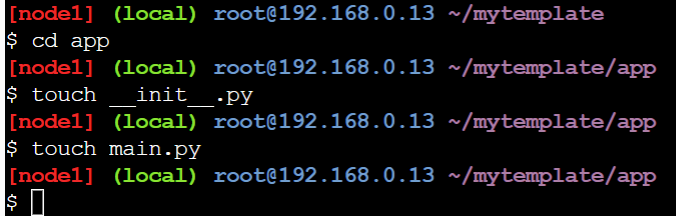 [node1] (local) root@192.168.0.13 ~/mytemplate
$ cd app
[node1] (local) root@192.168.0.13 ~/mytemplate/app
$ touch __init__.py
[node1] (local) root@192.168.0.13 ~/mytemplate/app
$ touch main.py
[node1] (local) root@192.168.0.13 ~/mytemplate/app
$